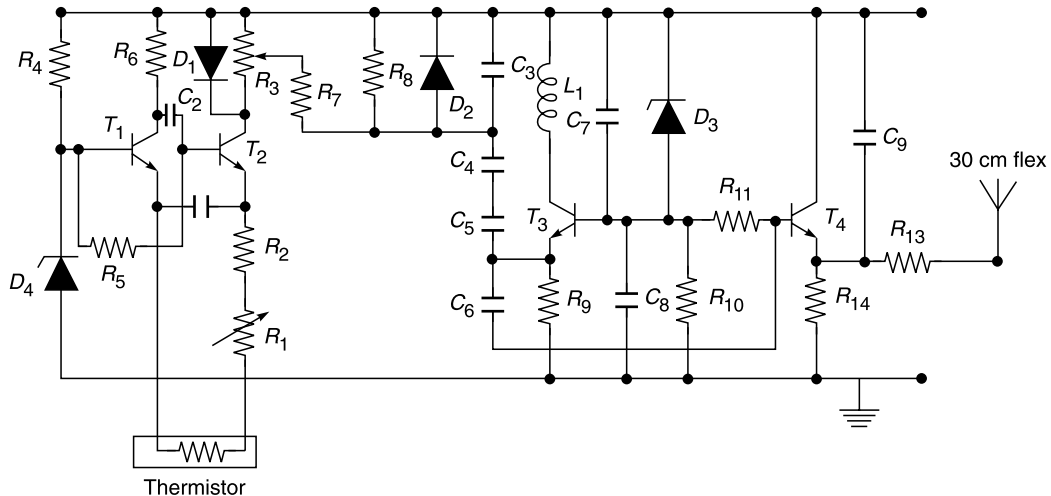 R4
R6
D1
R3
R7
R8
D2
C3
L1
C7
D3
C9
30 cm flex
C2
T1
T2
C4
C5
T3
R11
T4
R13
D4
R5
R2
R1
C6
R9
C8
R10
R14
Thermistor